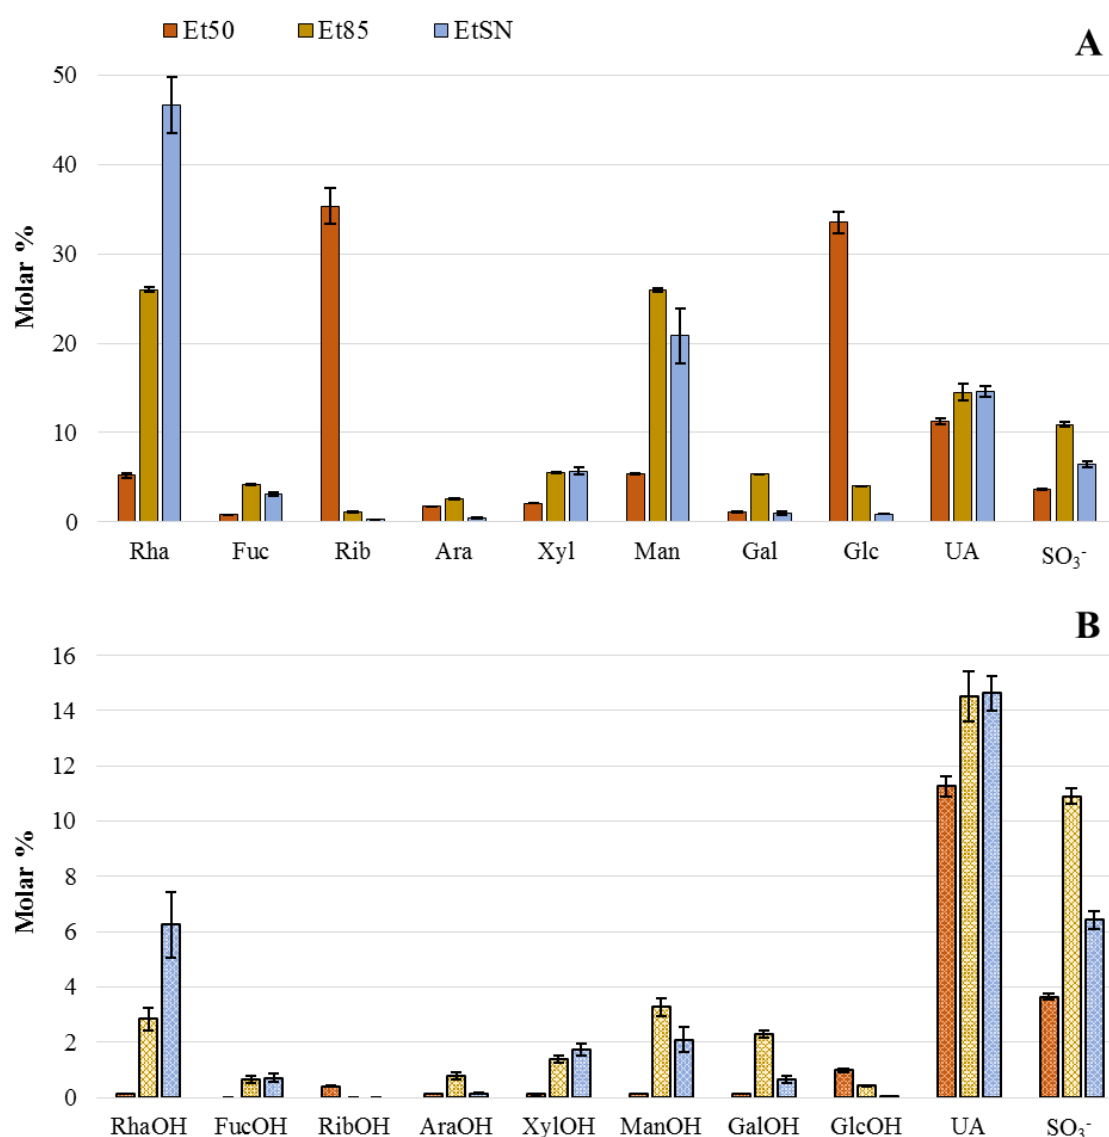 Et50 Et85 EtSN
A
50
40
30
20
10
0
Molar %
Rha Fuc Rib Ara Xyl Man Gal Glc UA SO₃⁻
B
16
14
12
10
8
6
4
2
0
Molar %
RhaOH FucOH RibOH AraOH XylOH ManOH GalOH GlcOH UA SO₃⁻